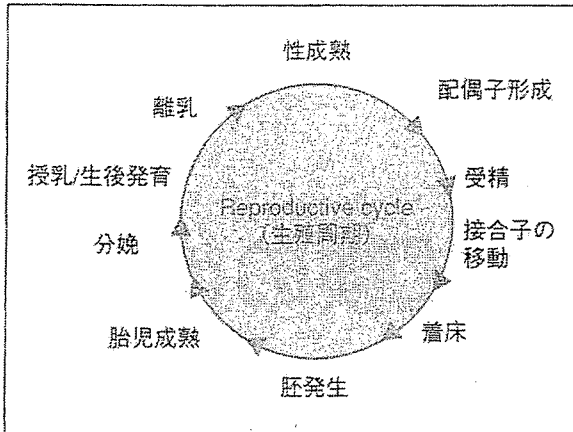 性成熟
配偶子形成
受精
接合子の
移動
着床
胚発生
胎児成熟
分娩
授乳/生後発育
離乳
Reproductive cycle
(生殖周期)